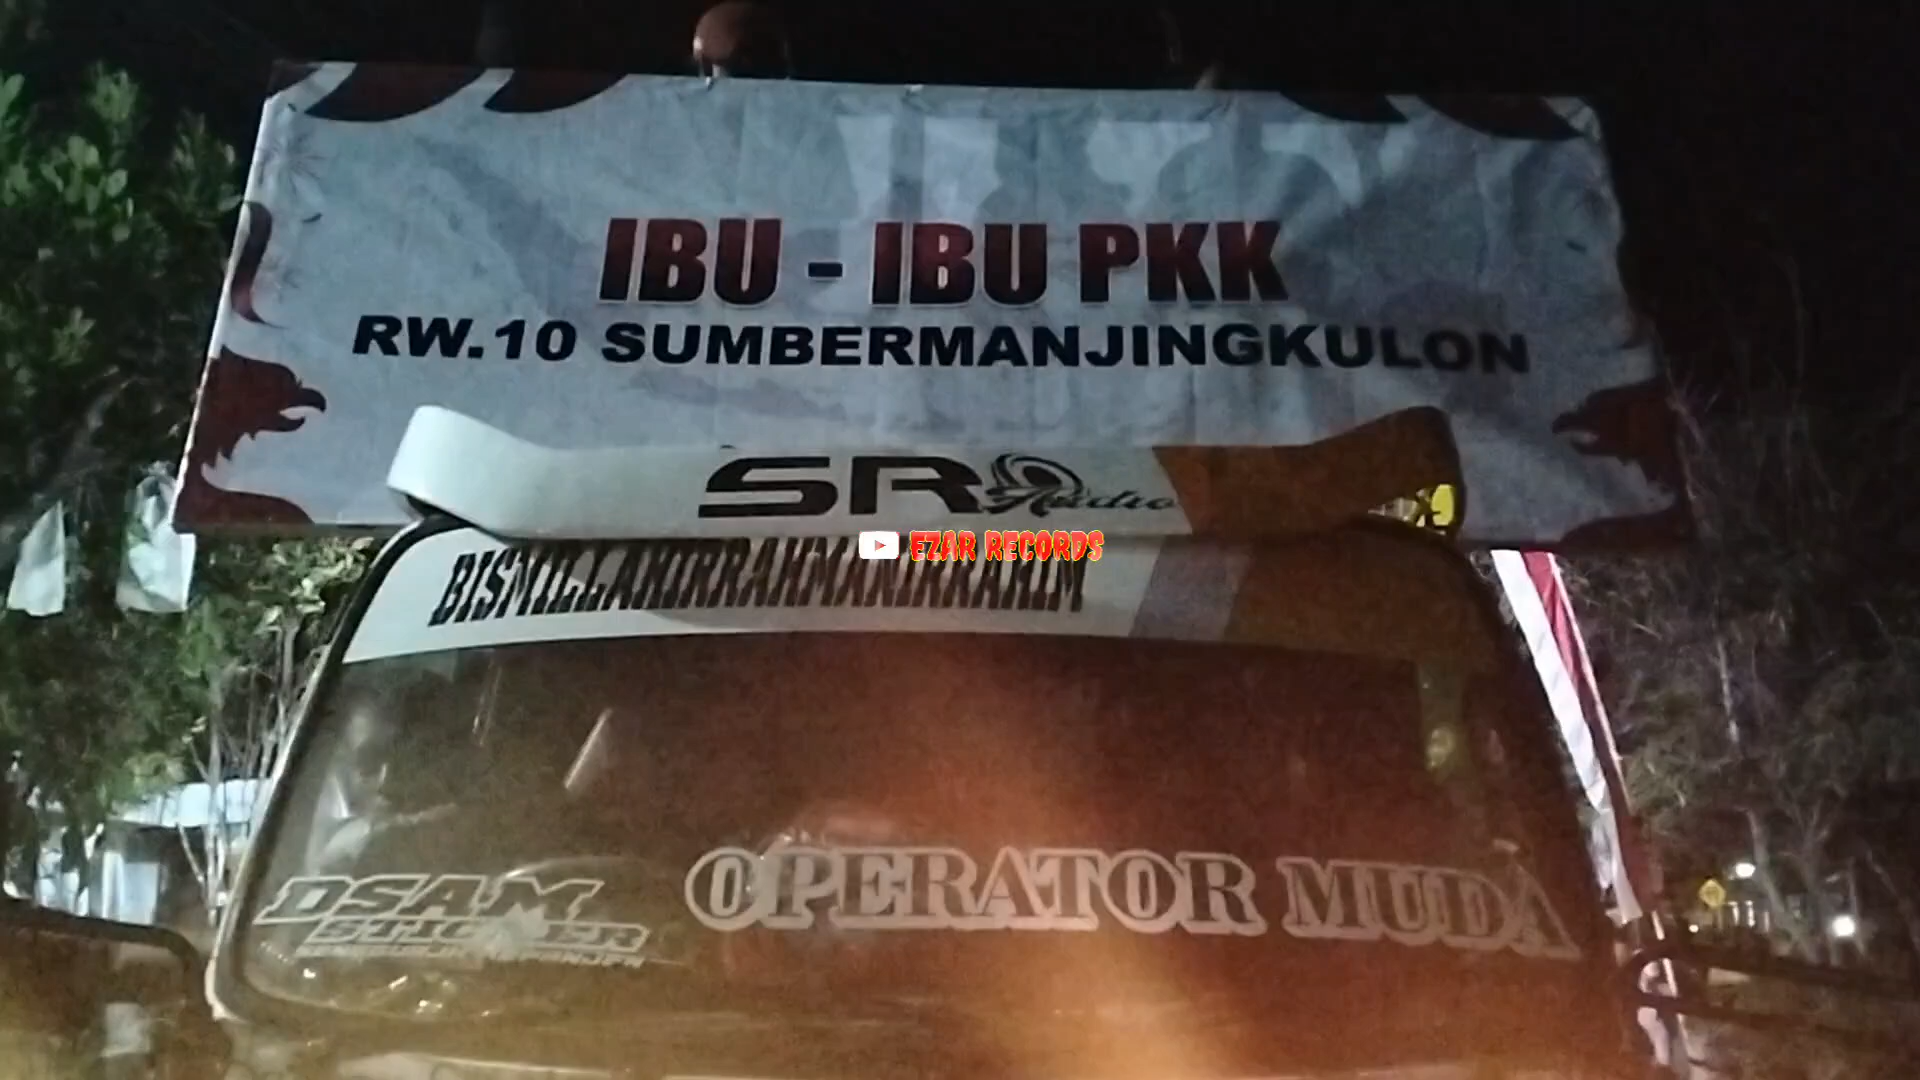 IBU - IBU PKK
RW.10 SUMBERMANJINGKULON
SR Audio
EZAR RECORDS
BISMILLAHIRRAHMANIRRAHIM
OPERATOR MUDA
DSAM
STICKER